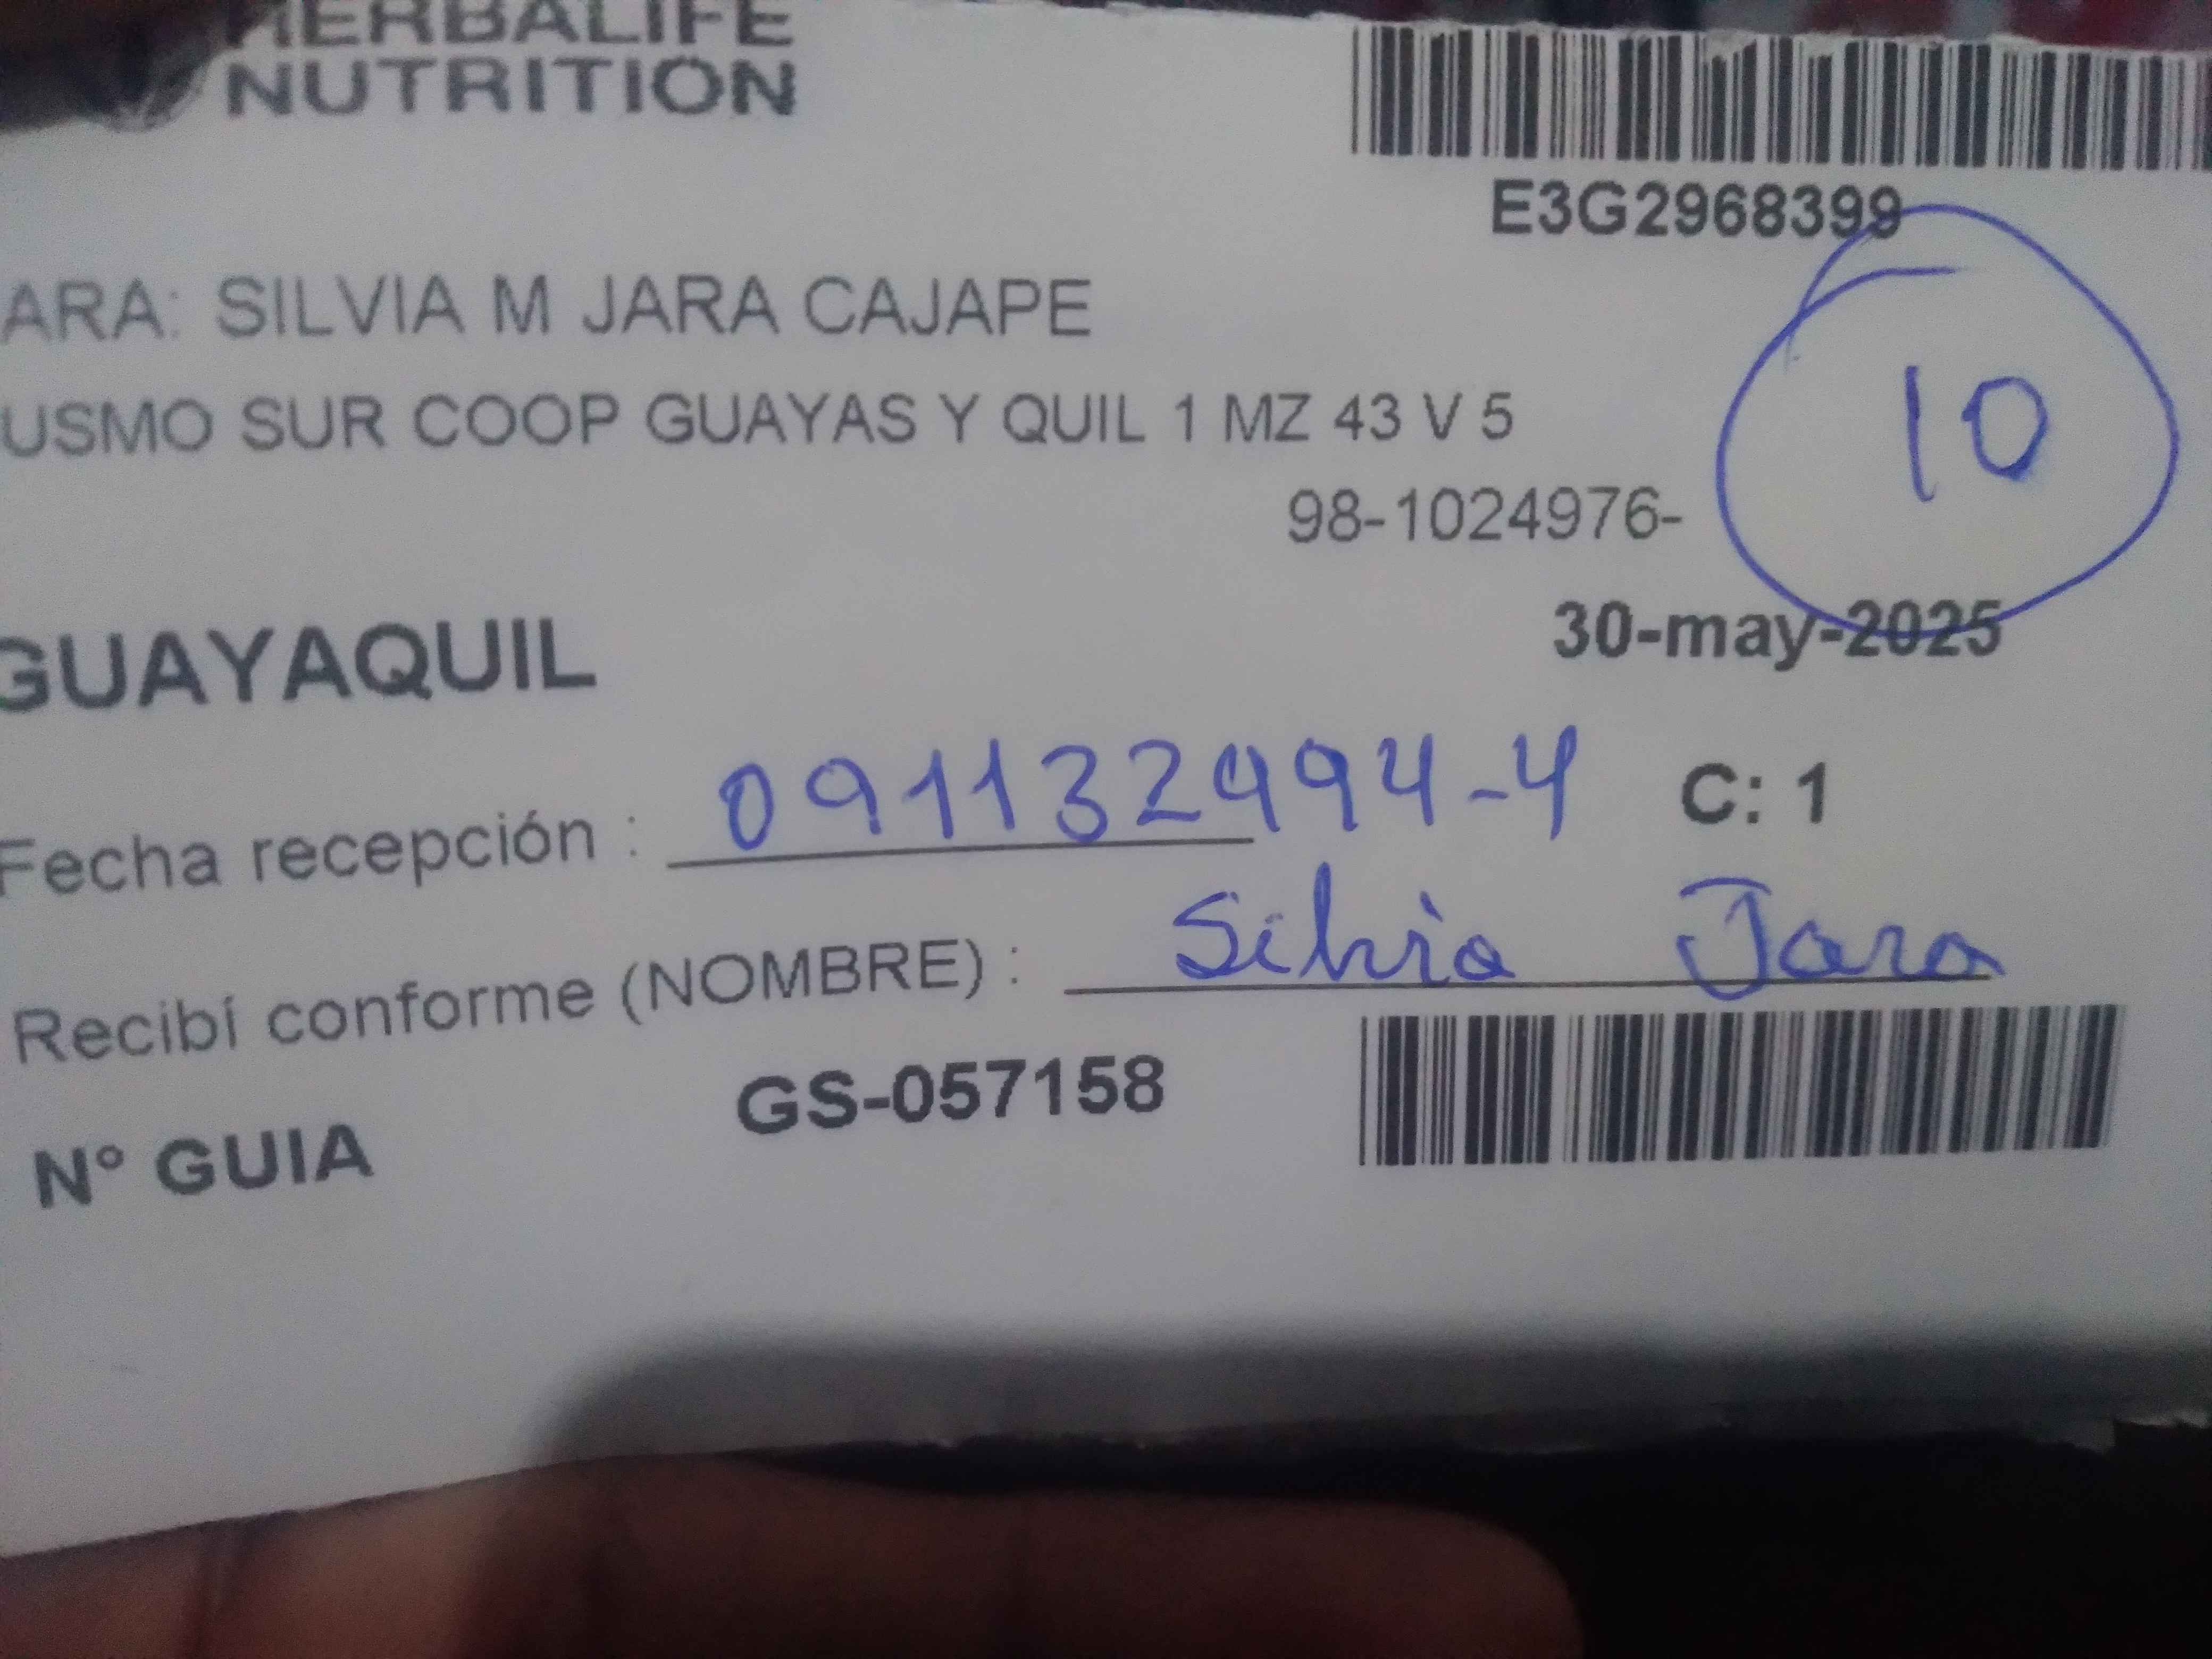 HERBALIFE
NUTRITION
E3G2968399
ARA: SILVIA M JARA CAJAPE
USMO SUR COOP GUAYAS Y QUIL 1 MZ 43 V 5
10
98-1024976-
30-may-2025
GUAYAQUIL
Fecha recepción : 091132494-4 C: 1
Recibí conforme (NOMBRE) : Silvia Jara
N° GUIA GS-057158